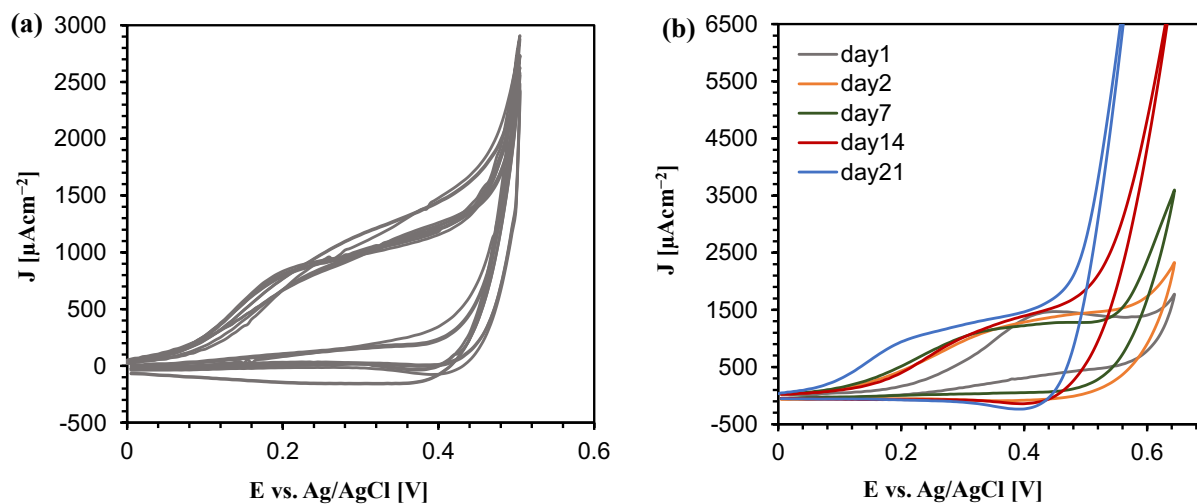 (a)
3000
2500
2000
1500
1000
500
0
-500
J [µAcm⁻²]
0
0.2
0.4
0.6
E vs. Ag/AgCl [V]
(b)
6500
5500
4500
3500
2500
1500
500
-500
J [µAcm⁻²]
day1
day2
day7
day14
day21
0
0.2
0.4
0.6
E vs. Ag/AgCl [V]